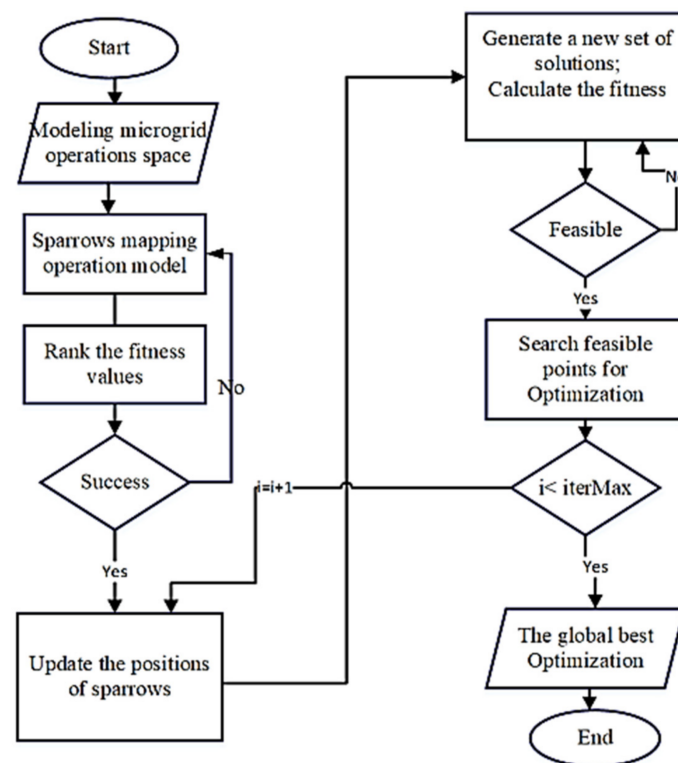 Start
Modeling microgrid
operations space
Sparrows mapping
operation model
Rank the fitness
values
No
Success
Yes
Update the positions
of sparrows
Generate a new set of
solutions;
Calculate the fitness
No
Feasible
Yes
Search feasible
points for
Optimization
i=i+1
i< iterMax
Yes
The global best
Optimization
End